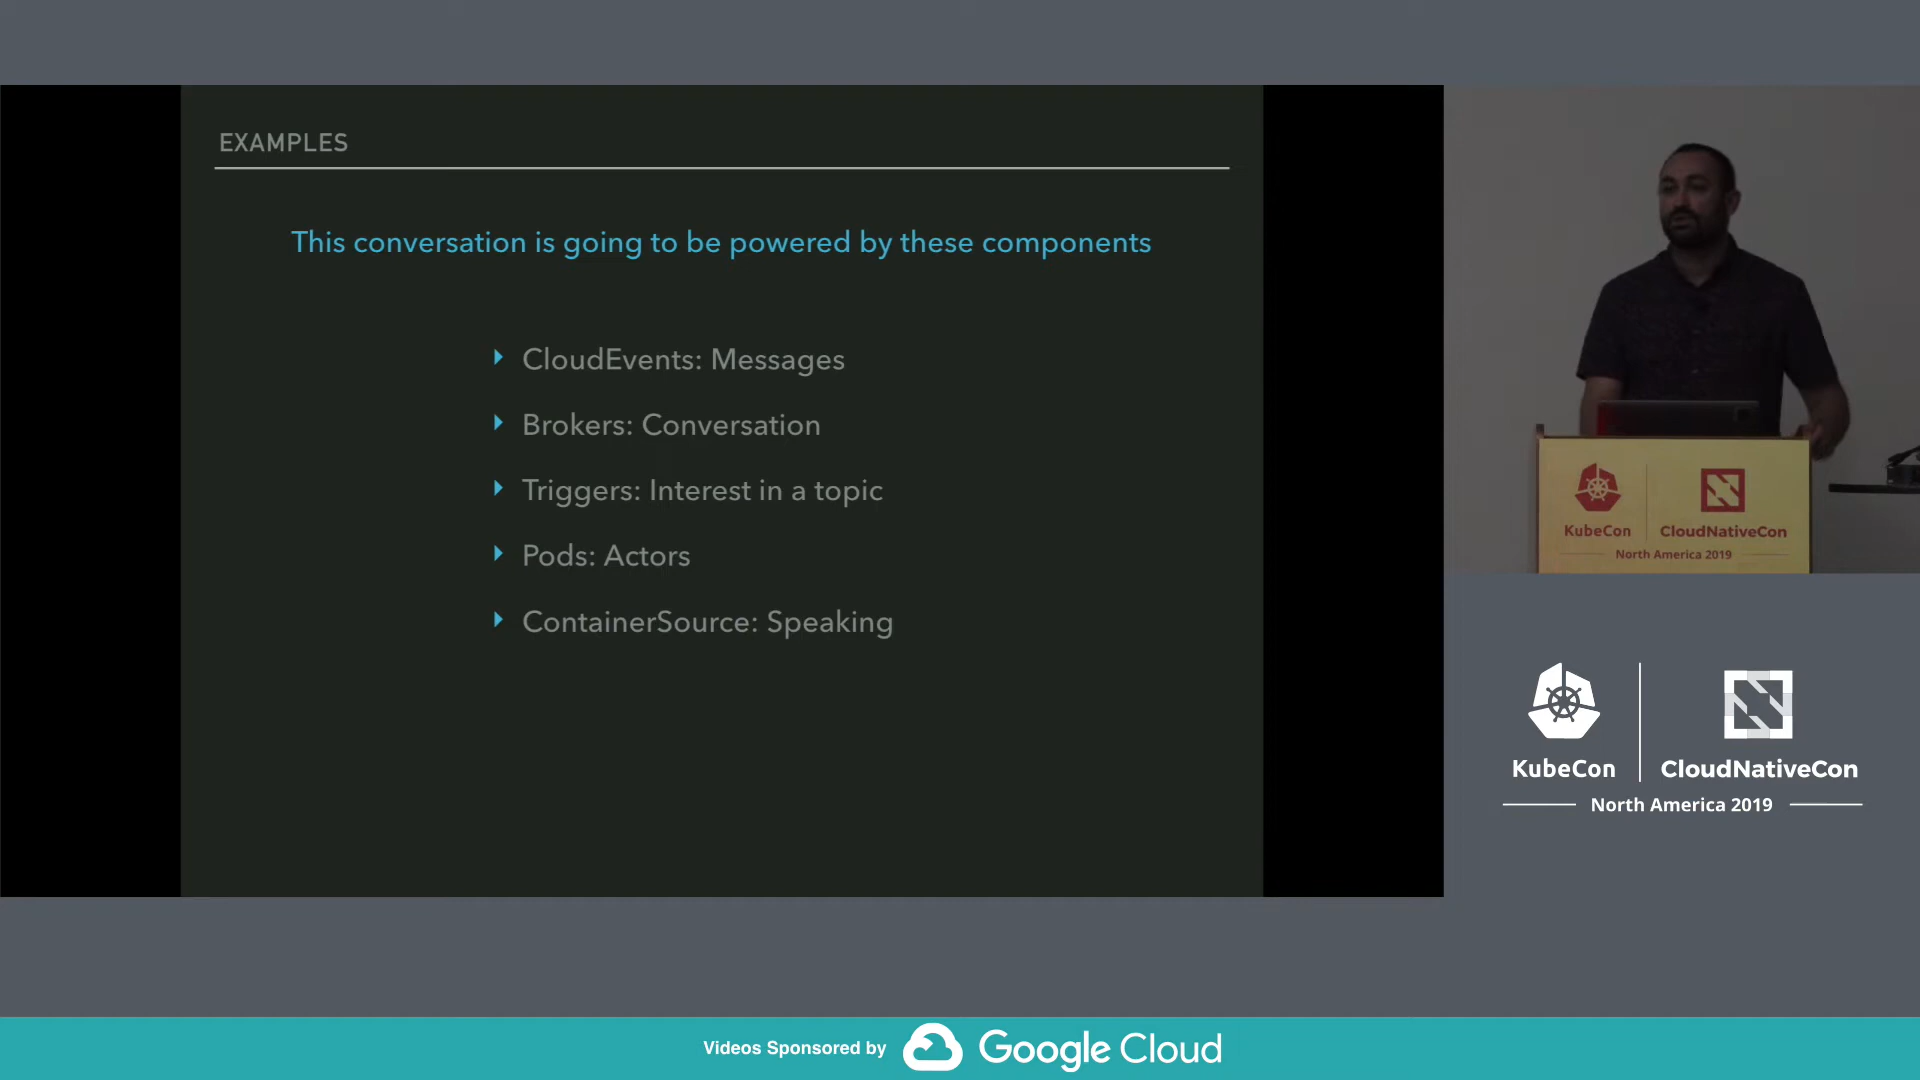 EXAMPLES
This conversation is going to be powered by these components
CloudEvents: Messages
Brokers: Conversation
Triggers: Interest in a topic
Pods: Actors
ContainerSource: Speaking
KubeCon
CloudNativeCon
North America 2019
KubeCon
CloudNativeCon
North America 2019
Videos Sponsored by
Google Cloud